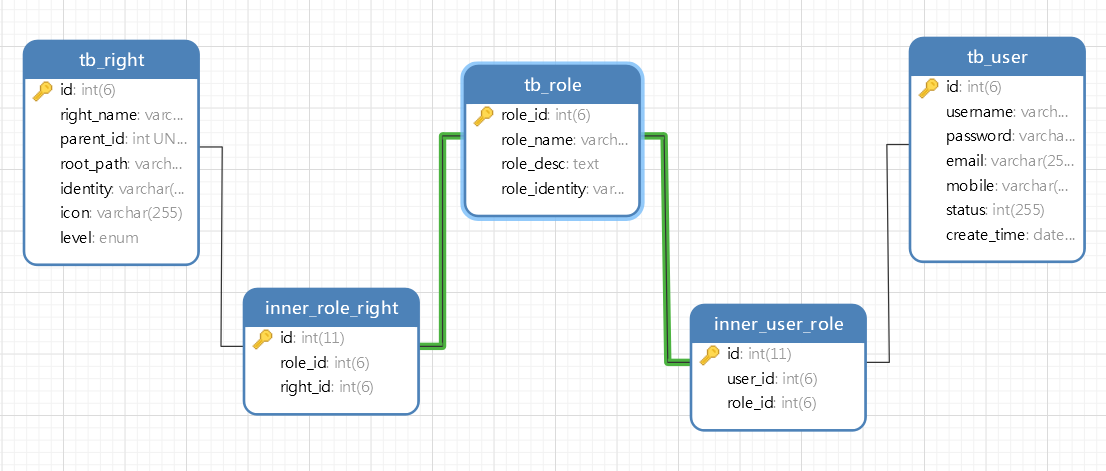 tb_right
id: int(6)
right_name: varc...
parent_id: int UN...
root_path: varch...
identity: varchar(...
icon: varchar(255)
level: enum
tb_role
role_id: int(6)
role_name: varch...
role_desc: text
role_identity: var...
tb_user
id: int(6)
username: varch...
password: varcha...
email: varchar(25...
mobile: varchar(...
status: int(255)
create_time: date...
inner_role_right
id: int(11)
role_id: int(6)
right_id: int(6)
inner_user_role
id: int(11)
user_id: int(6)
role_id: int(6)